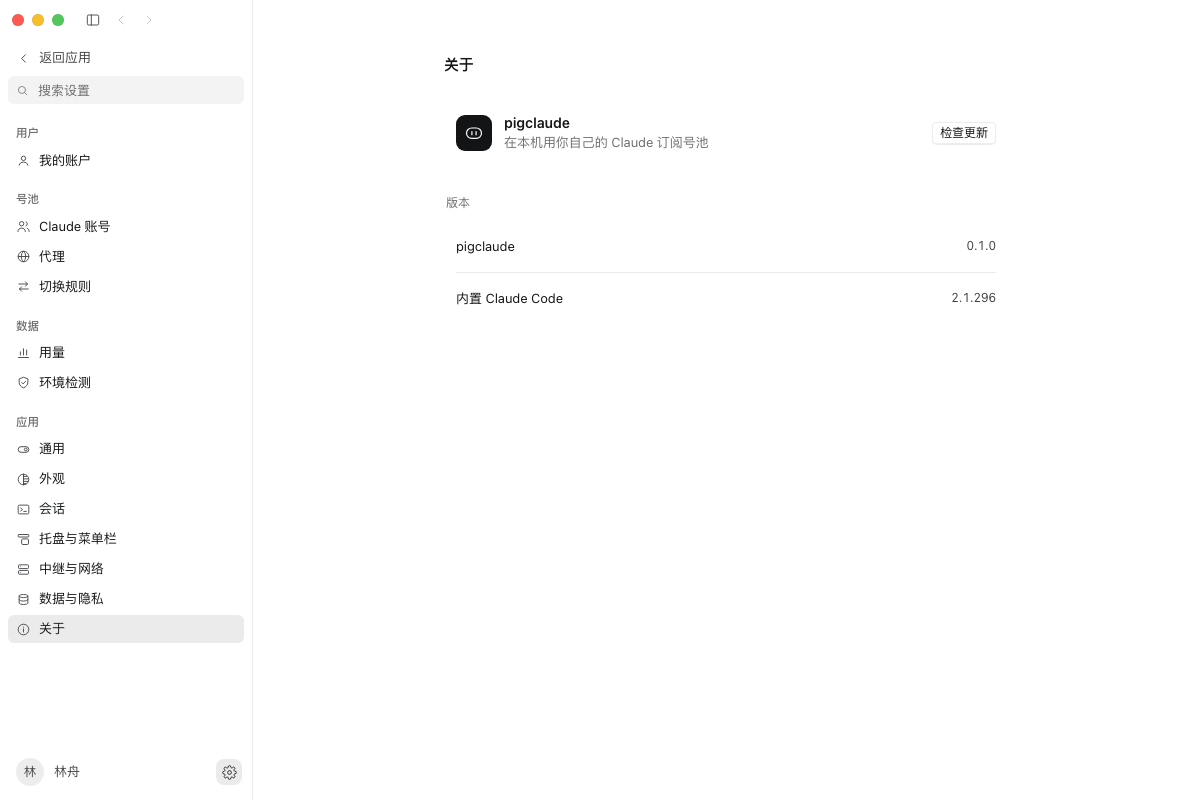 返回应用
搜索设置
用户
我的账户
号池
Claude 账号
代理
切换规则
数据
用量
环境检测
应用
通用
外观
会话
托盘与菜单栏
中继与网络
数据与隐私
关于
林 林舟
关于
pigclaude
在本机用你自己的 Claude 订阅号池
检查更新
版本
pigclaude 0.1.0
内置 Claude Code 2.1.296